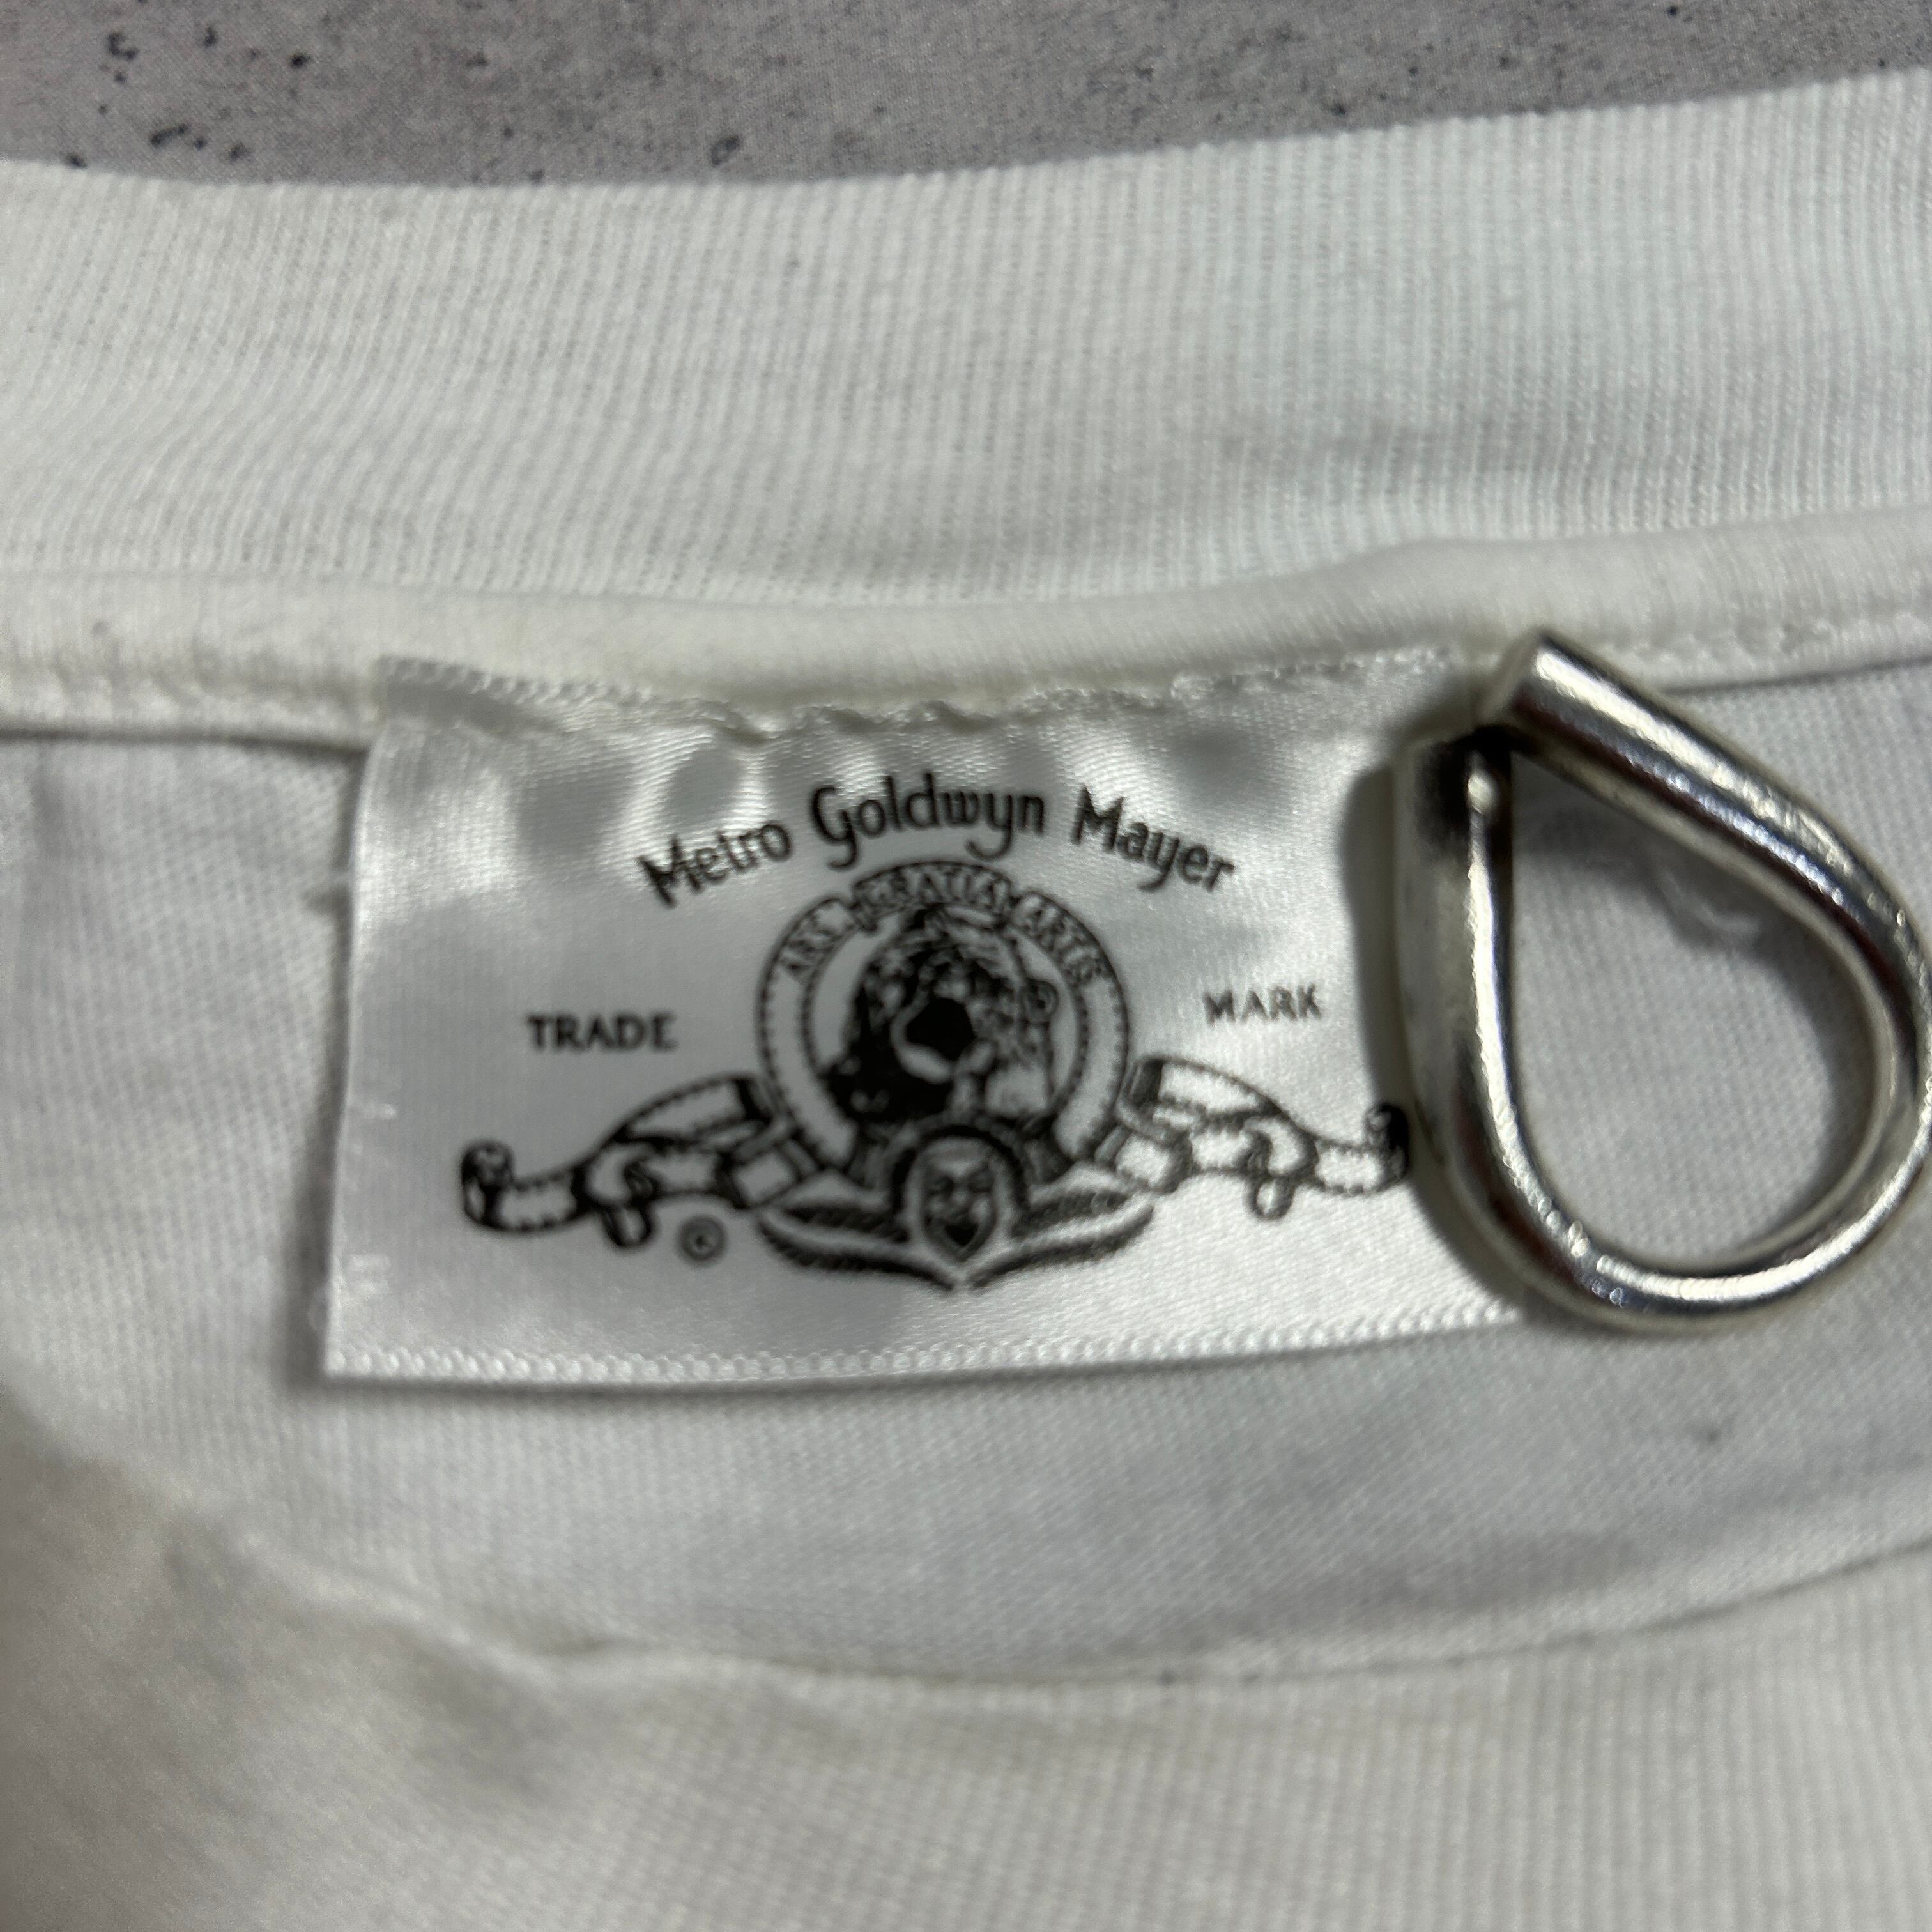 Metro Goldwyn Mayer
ARS GRATIA ARTIS
TRADE MARK
©